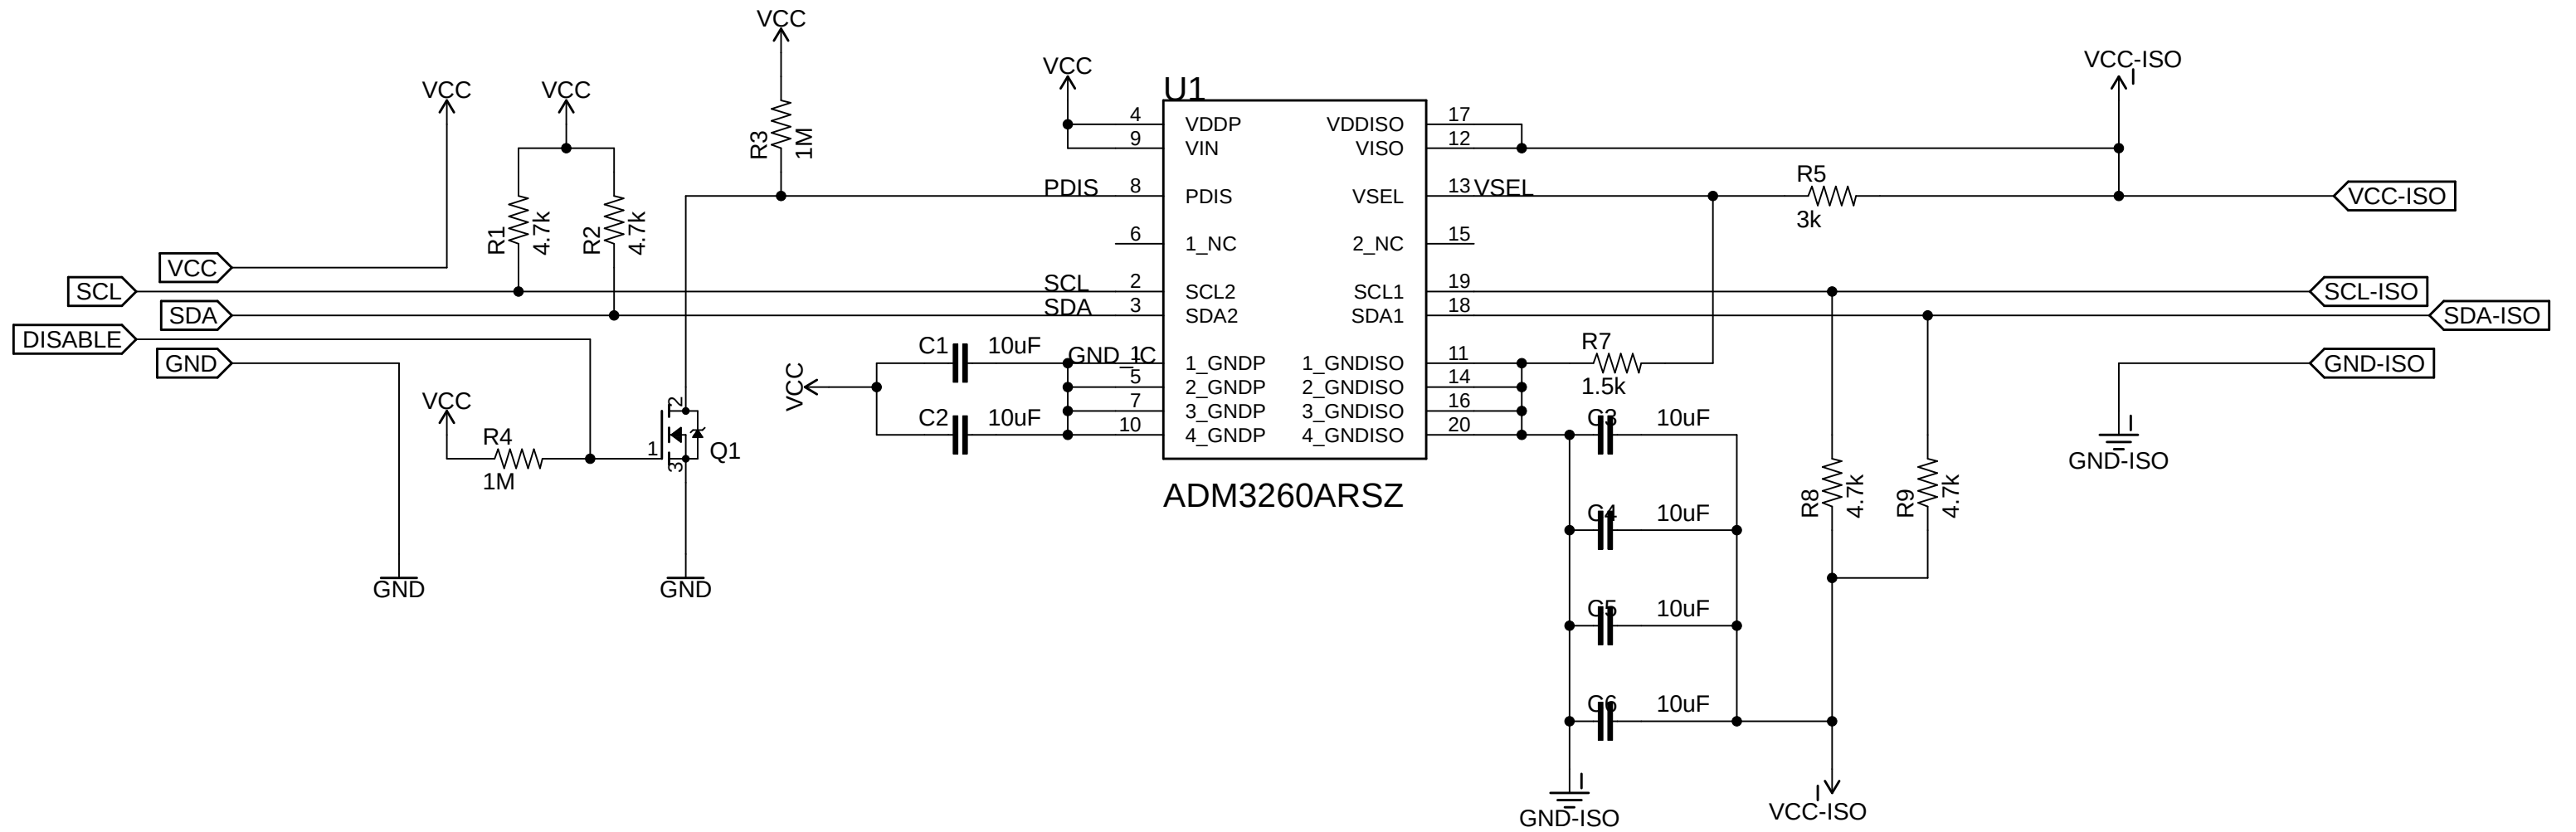 VCC
VCC
VCC
VCC
VCC-ISO
U1
R3
1M
4
VDDP
VDDISO
17
9
VIN
VISO
12
PDIS
8
PDIS
VSEL
13
VSEL
R5
3k
VCC-ISO
R1
4.7k
R2
4.7k
6
1_NC
2_NC
15
VCC
SCL
SCL
2
SCL2
SCL1
19
SCL-ISO
SDA
SDA
3
SDA2
SDA1
18
SDA-ISO
DISABLE
GND
C1
10uF
GND_IC
1
1_GNDP
1_GNDISO
11
R7
1.5k
GND-ISO
VCC
5
2_GNDP
2_GNDISO
14
7
3_GNDP
3_GNDISO
16
C2
10uF
10
4_GNDP
4_GNDISO
20
C3
10uF
VCC
R4
1M
2
1
3
Q1
GND-ISO
ADM3260ARSZ
C4
10uF
R8
4.7k
R9
4.7k
GND
GND
C5
10uF
C6
10uF
GND-ISO
VCC-ISO